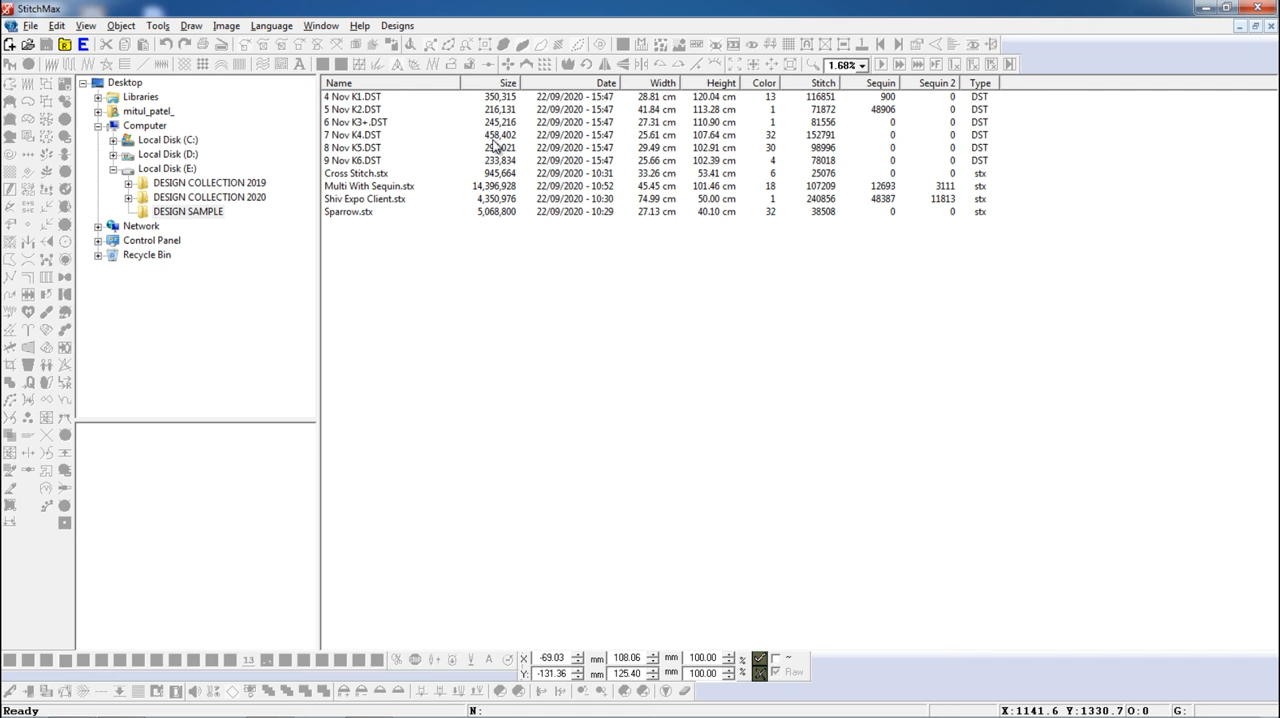 StitchMax
File Edit View Object Tools Draw Image Language Window Help Designs
1.68%
Desktop
Libraries
mitul_patel_
Computer
Local Disk (C:)
Local Disk (D:)
Local Disk (E:)
DESIGN COLLECTION 2019
DESIGN COLLECTION 2020
DESIGN SAMPLE
Network
Control Panel
Recycle Bin
Name Size Date Width Height Color Stitch Sequin Sequin 2 Type
4 Nov K1.DST 350,315 22/09/2020 - 15:47 28.81 cm 120.04 cm 13 116851 900 0 DST
5 Nov K2.DST 216,131 22/09/2020 - 15:47 41.84 cm 113.28 cm 1 71872 48906 0 DST
6 Nov K3+.DST 245,216 22/09/2020 - 15:47 27.31 cm 110.90 cm 1 81556 0 0 DST
7 Nov K4.DST 458,402 22/09/2020 - 15:47 25.61 cm 107.64 cm 32 152791 0 0 DST
8 Nov K5.DST 22/09/2020 - 15:47 29.49 cm 102.91 cm 30 98996 0 0 DST
9 Nov K6.DST 233,834 22/09/2020 - 15:47 25.66 cm 102.39 cm 4 78018 0 0 DST
Cross Stitch.stx 945,664 22/09/2020 - 10:31 33.26 cm 53.41 cm 6 25076 0 0 stx
Multi With Sequin.stx 14,396,928 22/09/2020 - 10:52 45.45 cm 101.46 cm 18 107209 12693 3111 stx
Shiv Expo Client.stx 4,350,976 22/09/2020 - 10:30 74.99 cm 50.00 cm 1 240856 48387 11813 stx
Sparrow.stx 5,068,800 22/09/2020 - 10:29 27.13 cm 40.10 cm 32 38508 0 0 stx
1.3 X -69.03 mm 108.06 mm 100.00 % ~
Y: -131.36 mm 125.40 mm 100.00 % Raw
Ready N: X:1141.6 Y:1330.7 O:0 G: